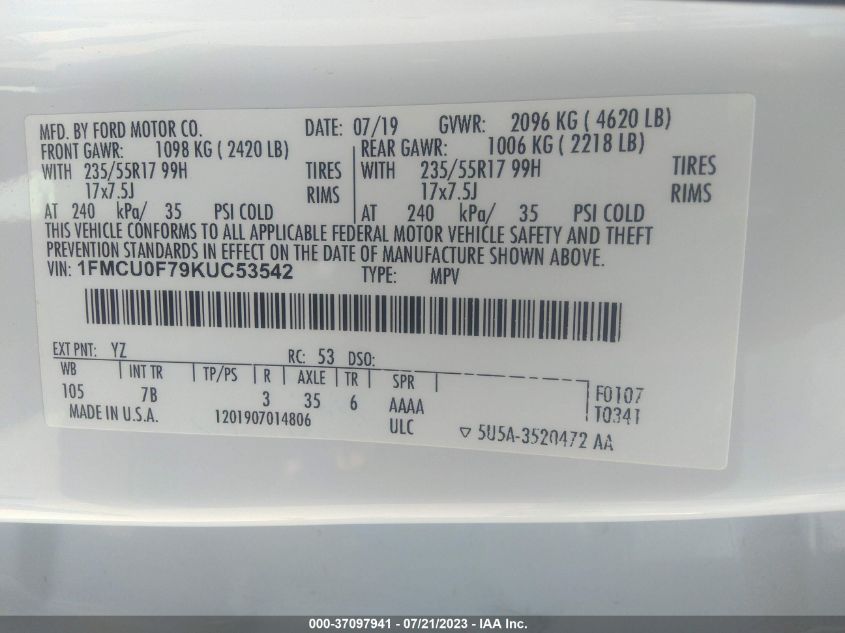 MFD. BY FORD MOTOR CO. DATE: 07/19 GVWR: 2096 KG ( 4620 LB)
FRONT GAWR: 1098 KG ( 2420 LB) REAR GAWR: 1006 KG ( 2218 LB)
WITH 235/55R17 99H TIRES WITH 235/55R17 99H TIRES
17x7.5J RIMS 17x7.5J RIMS
AT 240 kPa/ 35 PSI COLD AT 240 kPa/ 35 PSI COLD
THIS VEHICLE CONFORMS TO ALL APPLICABLE FEDERAL MOTOR VEHICLE SAFETY AND THEFT
PREVENTION STANDARDS IN EFFECT ON THE DATE OF MANUFACTURE SHOWN ABOVE.
VIN: 1FMCU0F79KUC53542 TYPE: MPV
EXT PNT: YZ RC: 53 DSO:
WB INT TR TP/PS R AXLE TR SPR
105 7B 3 35 6 AAAA F0107
MADE IN U.S.A. 1201907014806 ULC T0341
▽ 5U5A-3520472 AA
000-37097941 / 07/21/2023 - IAA Inc.